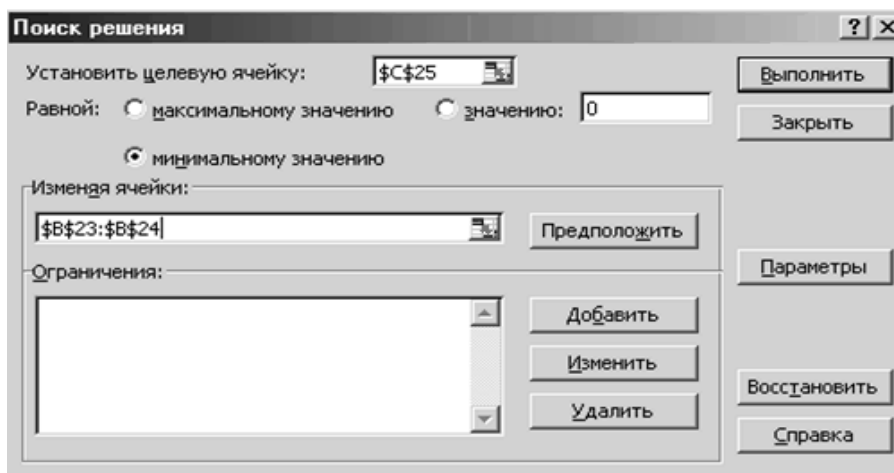 Поиск решения
Установить целевую ячейку: $C$25
Равной: максимальному значению значению: 0
минимальному значению
Изменяя ячейки:
$B$23:$B$24
Предположить
Ограничения:
Добавить
Изменить
Удалить
Выполнить
Закрыть
Параметры
Восстановить
Справка